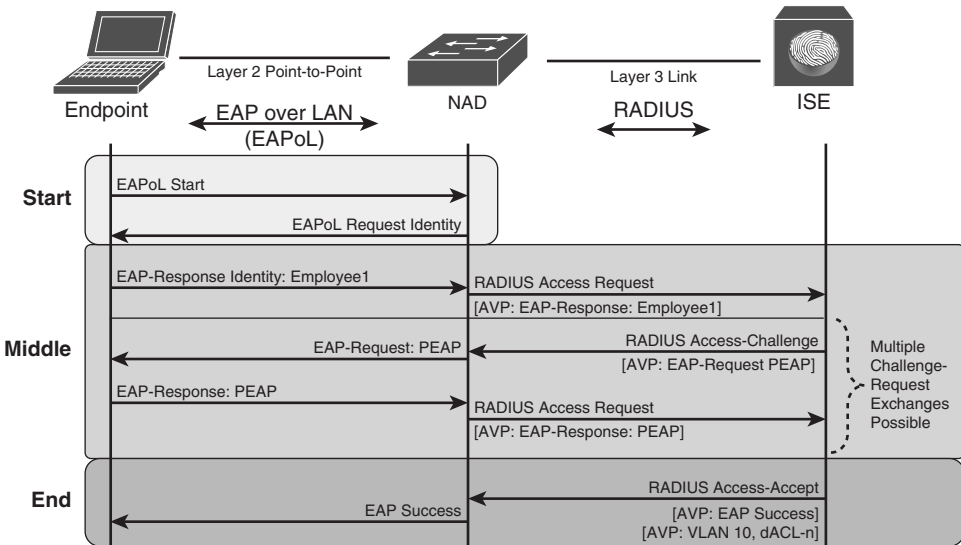 Layer 2 Point-to-Point
Layer 3 Link
Endpoint
NAD
ISE
EAP over LAN
(EAPoL)
RADIUS
Start
EAPoL Start
EAPoL Request Identity
Middle
EAP-Response Identity: Employee1
RADIUS Access Request
[AVP: EAP-Response: Employee1]
RADIUS Access-Challenge
[AVP: EAP-Request PEAP]
EAP-Request: PEAP
EAP-Response: PEAP
RADIUS Access Request
[AVP: EAP-Response: PEAP]
Multiple
Challenge-
Request
Exchanges
Possible
End
RADIUS Access-Accept
[AVP: EAP Success]
[AVP: VLAN 10, dACL-n]
EAP Success